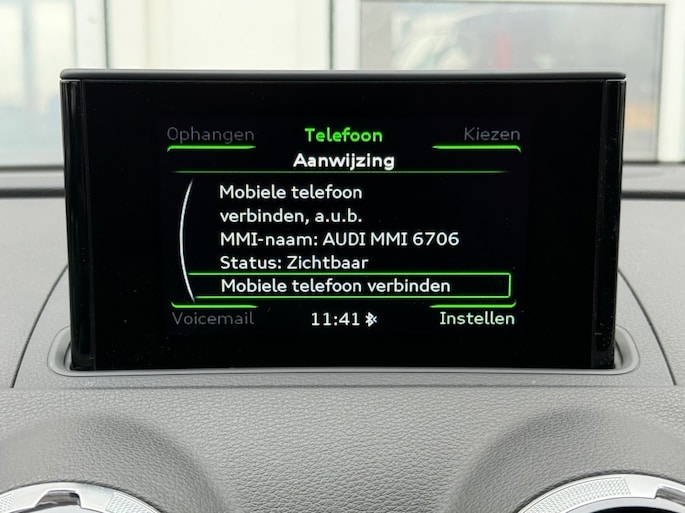 Ophangen Telefoon Kiezen
Aanwijzing
Mobiele telefoon
verbinden, a.u.b.
MMI-naam: AUDI MMI 6706
Status: Zichtbaar
Mobiele telefoon verbinden
Voicemail 11:41 Instellen